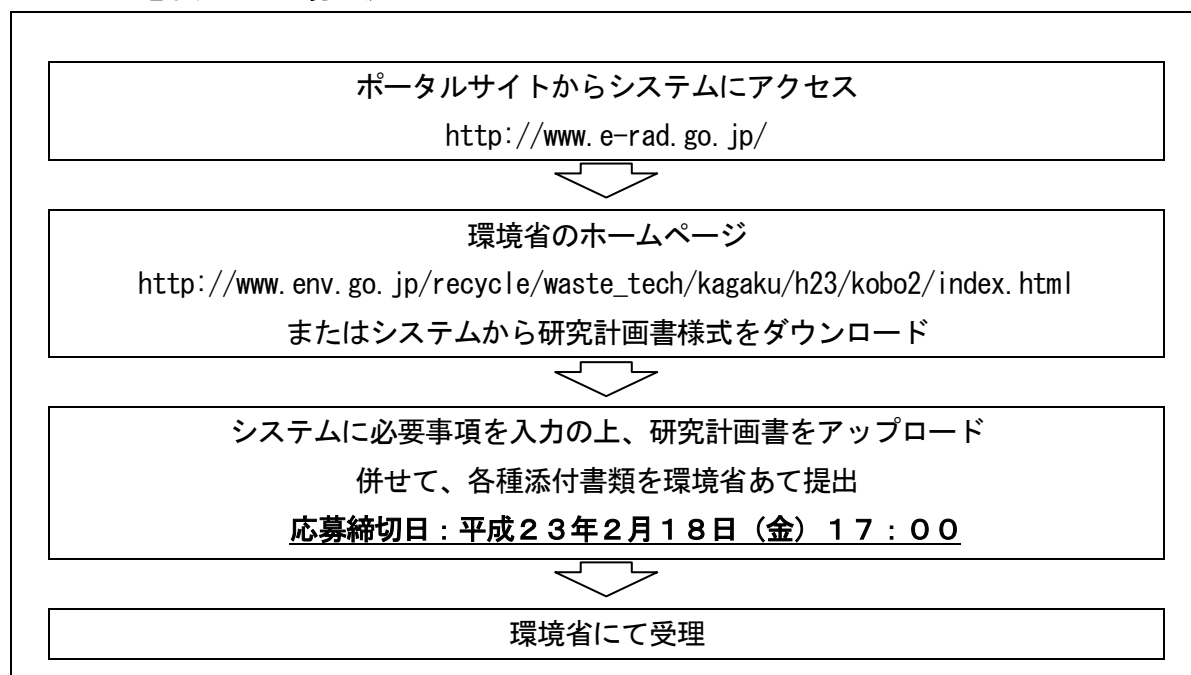 ポータルサイトからシステムにアクセス
http://www.e-rad.go.jp/
環境省のホームページ
http://www.env.go.jp/recycle/waste_tech/kagaku/h23/kobo2/index.html
またはシステムから研究計画書様式をダウンロード
システムに必要事項を入力の上、研究計画書をアップロード
併せて、各種添付書類を環境省あて提出
応募締切日：平成２３年２月１８日（金）１７：００
環境省にて受理